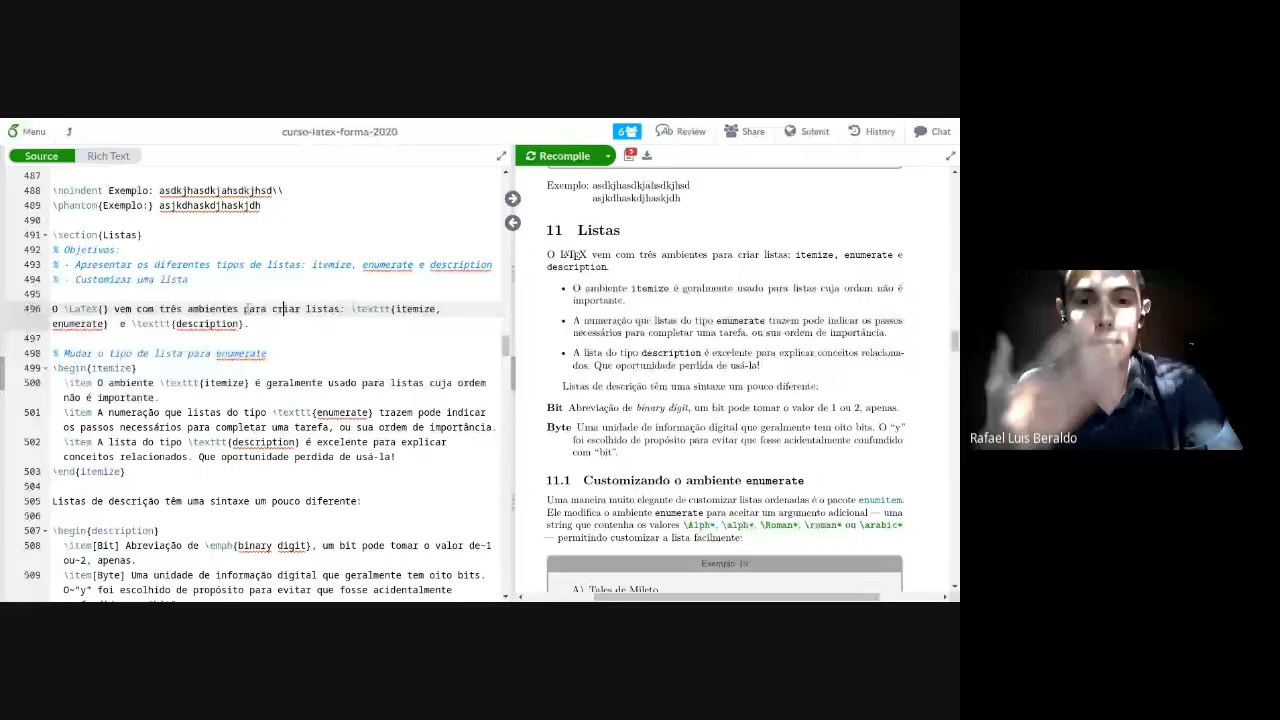 Menu
curso-latex-forma-2020
6
Review
Share
Submit
History
Chat
Source
Rich Text
Recompile
5
487
488 \noindent Exemplo: asdkjhasdkjahsdkjhsd\\
489 \phantom{Exemplo:} asjkdhaskdjhaskjdh
490
491 \section{Listas}
492 % Objetivos:
493 % - Apresentar os diferentes tipos de listas: itemize, enumerate e description
494 % - Customizar uma lista
495
496 O \LaTeX{} vem com três ambientes para criar listas: \texttt{itemize,
enumerate} e \texttt{description}.
497
498 % Mudar o tipo de lista para enumerate
499 \begin{itemize}
500 \item O ambiente \texttt{itemize} é geralmente usado para listas cuja ordem
não é importante.
501 \item A numeração que listas do tipo \texttt{enumerate} trazem pode indicar
os passos necessários para completar uma tarefa, ou sua ordem de importância.
502 \item A lista do tipo \texttt{description} é excelente para explicar
conceitos relacionados. Que oportunidade perdida de usá-la!
503 \end{itemize}
504
505 Listas de descrição têm uma sintaxe um pouco diferente:
506
507 \begin{description}
508 \item[Bit] Abreviação de \emph{binary digit}, um bit pode tomar o valor de~1
ou~2, apenas.
509 \item[Byte] Uma unidade de informação digital que geralmente tem oito bits.
O~"y" foi escolhido de propósito para evitar que fosse acidentalmente
Exemplo: asdkjhasdkjahsdkjhsd
asjkdhaskdjhaskjdh
11 Listas
O LATEX vem com três ambientes para criar listas: itemize, enumerate e
description.
• O ambiente itemize é geralmente usado para listas cuja ordem não é
importante.
• A numeração que listas do tipo enumerate trazem pode indicar os passos
necessários para completar uma tarefa, ou sua ordem de importância.
• A lista do tipo description é excelente para explicar conceitos relaciona-
dos. Que oportunidade perdida de usá-la!
Listas de descrição têm uma sintaxe um pouco diferente:
Bit Abreviação de binary digit, um bit pode tomar o valor de 1 ou 2, apenas.
Byte Uma unidade de informação digital que geralmente tem oito bits. O "y"
foi escolhido de propósito para evitar que fosse acidentalmente confundido
com "bit".
11.1 Customizando o ambiente enumerate
Uma maneira muito elegante de customizar listas ordenadas é o pacote enumitem.
Ele modifica o ambiente enumerate para aceitar um argumento adicional — uma
string que contenha os valores \Alph*, \alph*, \Roman*, \roman* ou \arabic*
— permitindo customizar a lista facilmente:
A) Tales de Mileto
Rafael Luis Beraldo